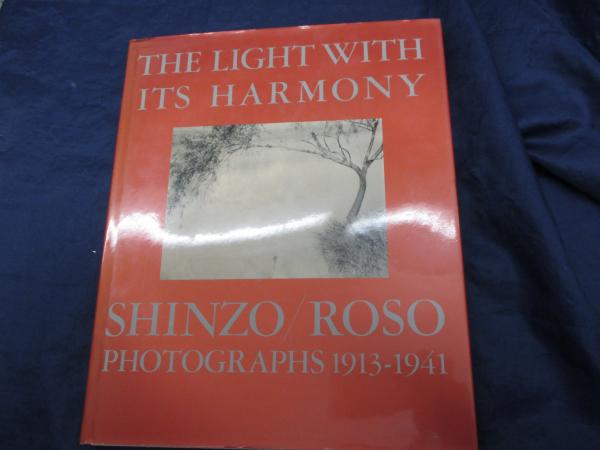 THE LIGHT WITH
ITS HARMONY
SHINZO/ROSO
PHOTOGRAPHS 1913-1941